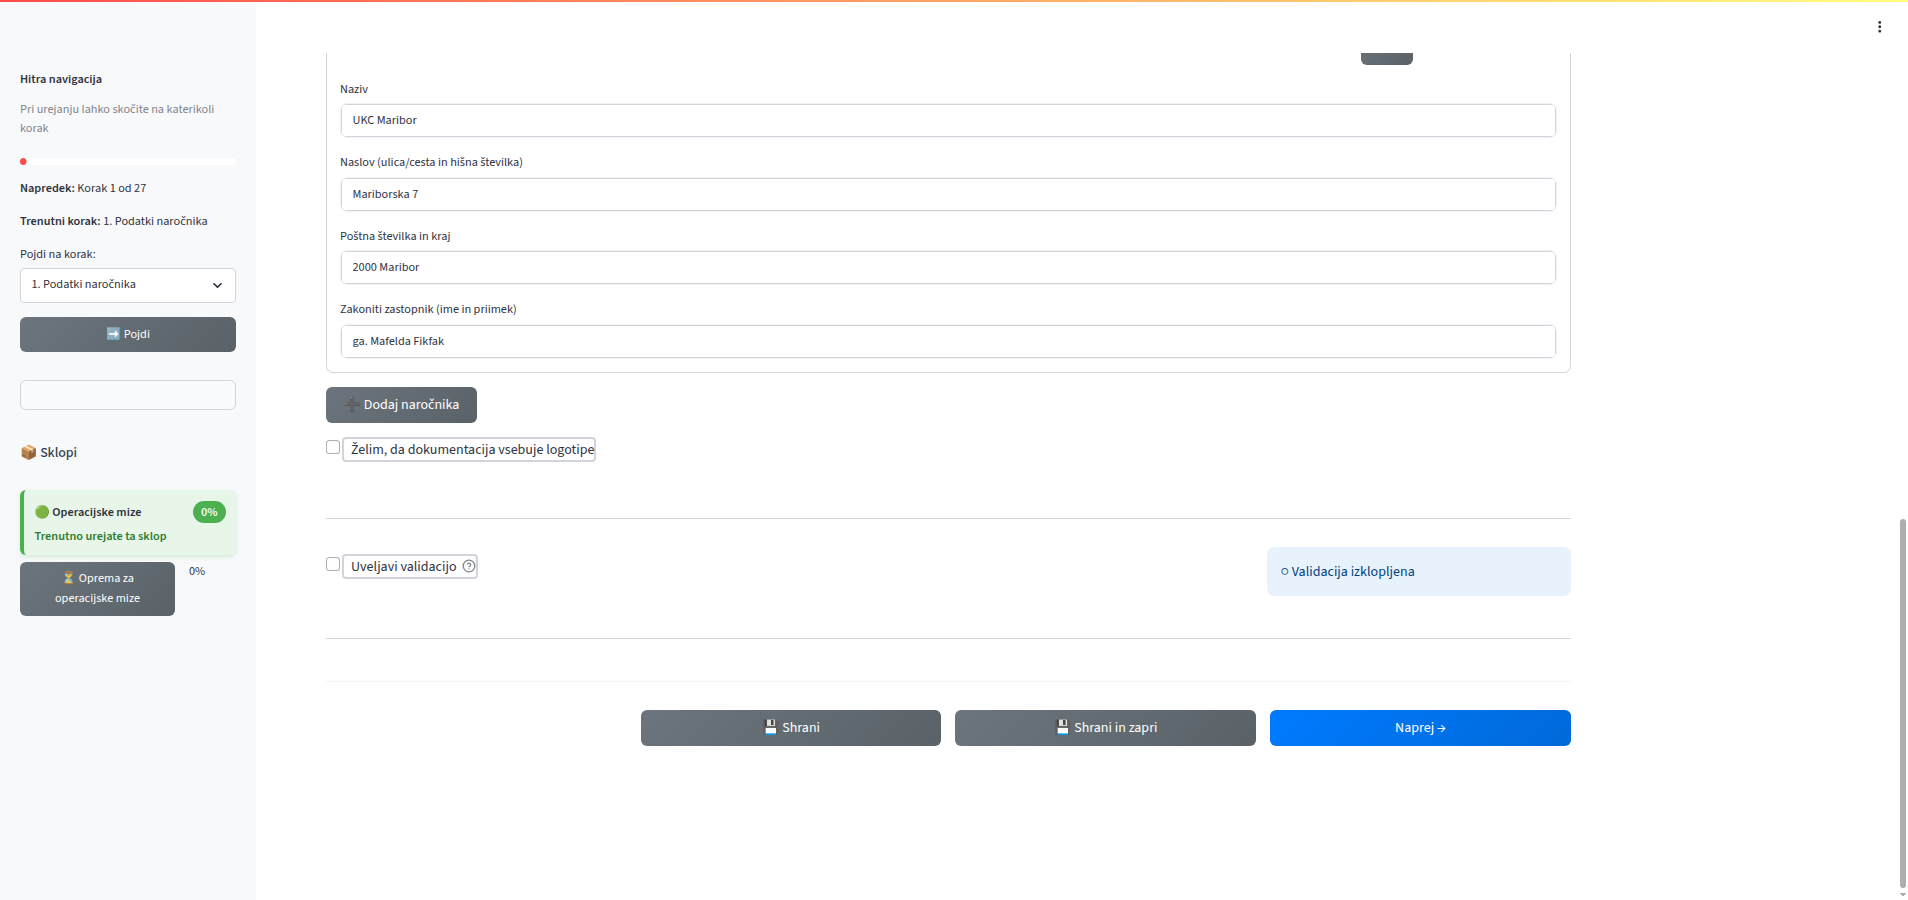 Hitra navigacija
Pri urejanju lahko skočite na katerikoli
korak
Napredek: Korak 1 od 27
Trenutni korak: 1. Podatki naročnika
Pojdi na korak:
1. Podatki naročnika
➡️ Pojdi
📦 Sklopi
🟢 Operacijske mize 0%
Trenutno urejate ta sklop
⏳ Oprema za
operacijske mize
0%
Naziv
UKC Maribor
Naslov (ulica/cesta in hišna številka)
Mariborska 7
Poštna številka in kraj
2000 Maribor
Zakoniti zastopnik (ime in priimek)
ga. Mafelda Fikfak
➕ Dodaj naročnika
Želim, da dokumentacija vsebuje logotipe
Uveljavi validacijo
○ Validacija izklopljena
💾 Shrani
💾 Shrani in zapri
Naprej →